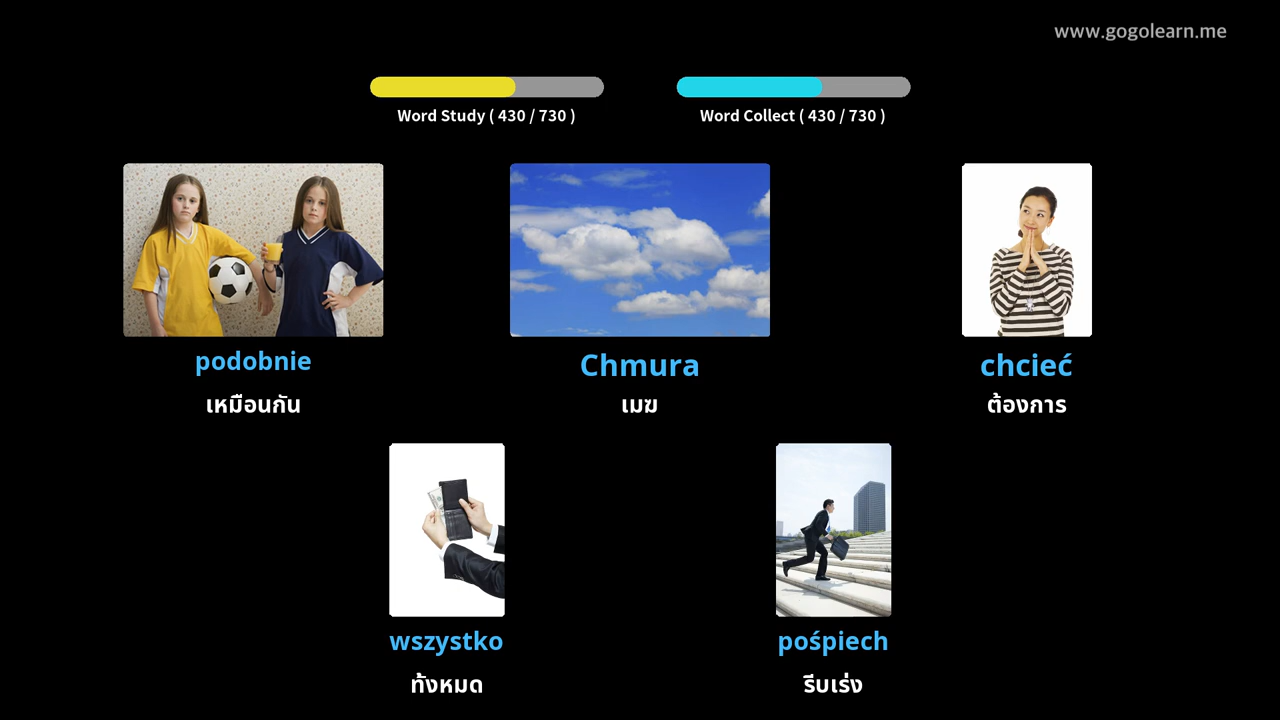 www.gogolearn.me
Word Study ( 430 / 730 )
Word Collect ( 430 / 730 )
podobnie
เหมือนกัน
Chmura
เมฆ
chcieć
ต้องการ
wszystko
ทั้งหมด
pośpiech
รีบเร่ง